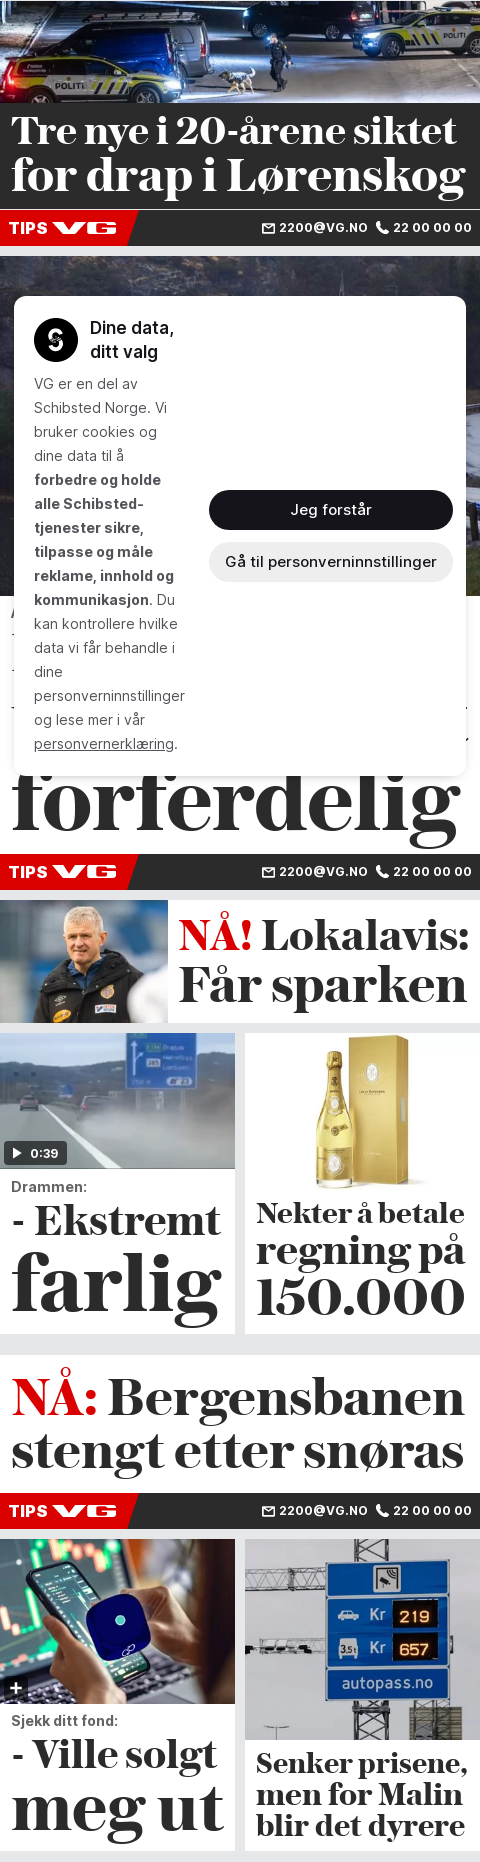 POLITI
POLITI
POLITI
Tre nye i 20-årene siktet
for drap i Lørenskog
TIPS VG
2200@VG.NO 22 00 00 00
Dine data,
ditt valg
VG er en del av
Schibsted Norge. Vi
bruker cookies og
dine data til å
forbedre og holde
alle Schibsted-
tjenester sikre,
tilpasse og måle
reklame, innhold og
kommunikasjon. Du
kan kontrollere hvilke
data vi får behandle i
dine
personverninnstillinger
og lese mer i vår
personvernerklæring.
Jeg forstår
Gå til personverninnstillinger
forferdelig
TIPS VG
2200@VG.NO 22 00 00 00
NÅ! Lokalavis:
Får sparken
0:39
Drammen:
- Ekstremt
farlig
Nekter å betale
regning på
150.000
NÅ: Bergensbanen
stengt etter snøras
TIPS VG
2200@VG.NO 22 00 00 00
Sjekk ditt fond:
- Ville solgt
meg ut
Kr 219
3,5t Kr 657
autopass.no
Senker prisene,
men for Malin
blir det dyrere